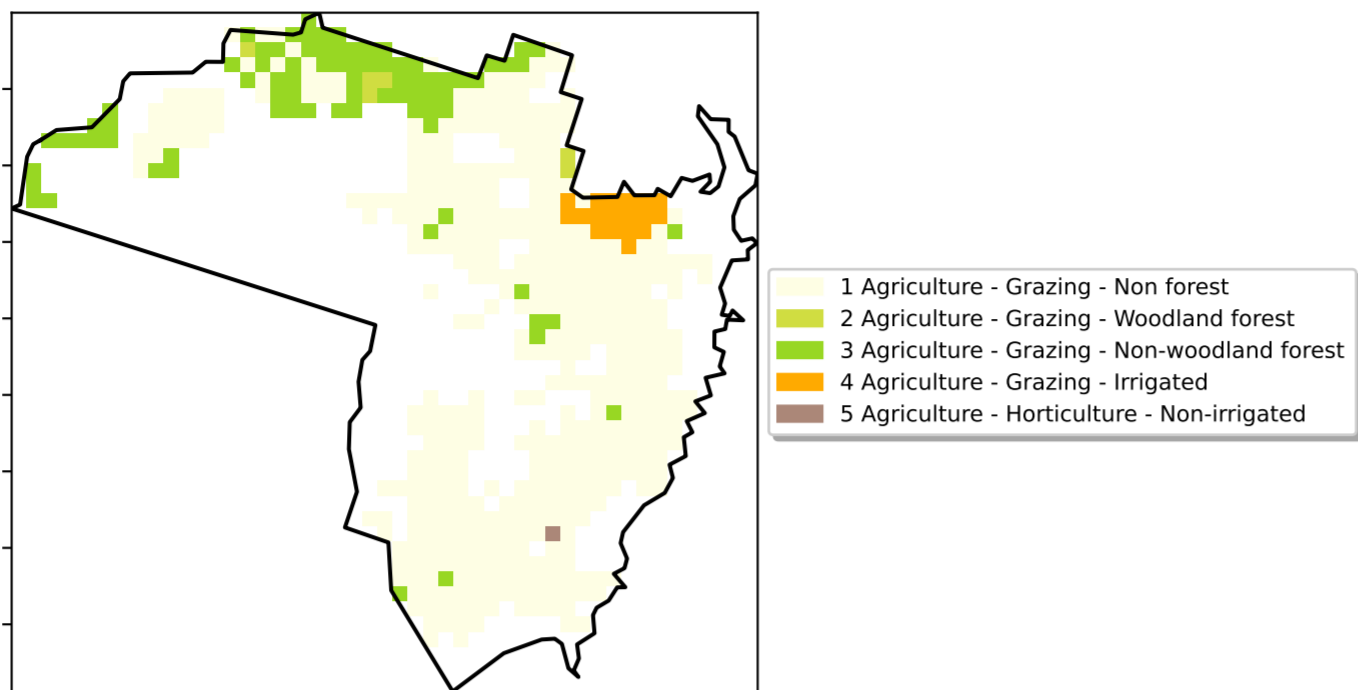 1 Agriculture - Grazing - Non forest
2 Agriculture - Grazing - Woodland forest
3 Agriculture - Grazing - Non-woodland forest
4 Agriculture - Grazing - Irrigated
5 Agriculture - Horticulture - Non-irrigated